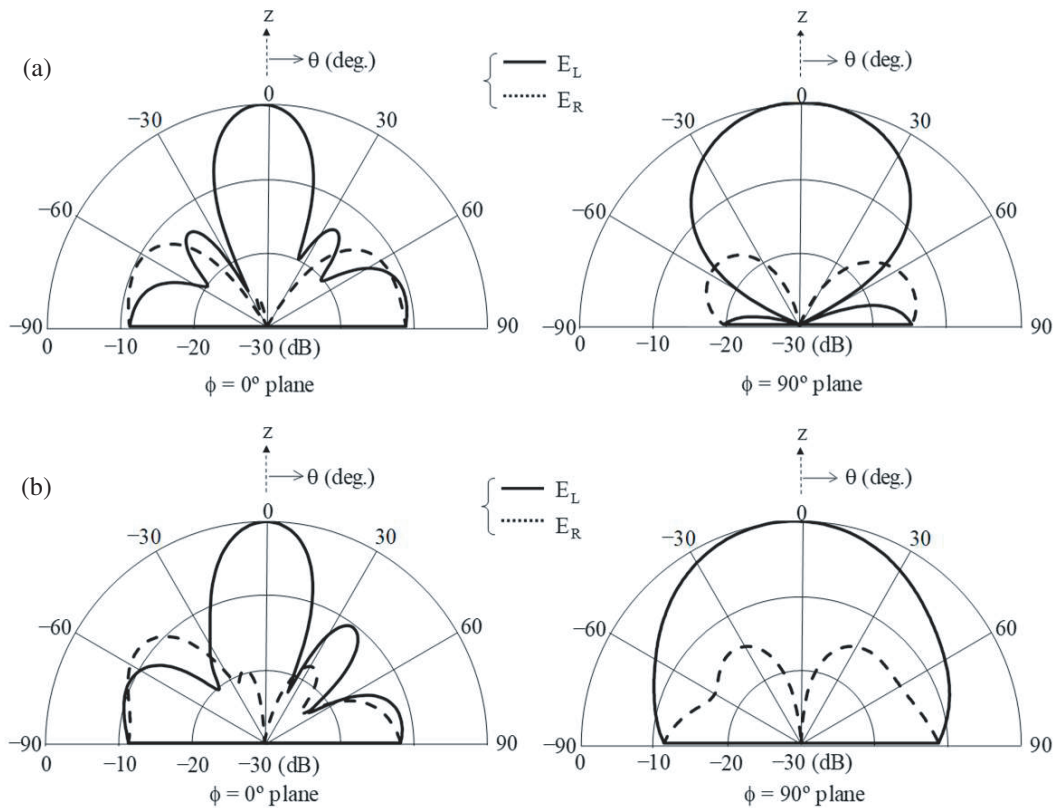 (a)
z
θ (deg.)
E_L
E_R
−90 −60 −30 0 30 60 90
0 −10 −20 −30 (dB)
ϕ = 0º plane
z
θ (deg.)
−90 −60 −30 0 30 60 90
0 −10 −20 −30 (dB)
ϕ = 90º plane
(b)
z
θ (deg.)
E_L
E_R
−90 −60 −30 0 30 60 90
0 −10 −20 −30 (dB)
ϕ = 0º plane
z
θ (deg.)
−90 −60 −30 0 30 60 90
0 −10 −20 −30 (dB)
ϕ = 90º plane